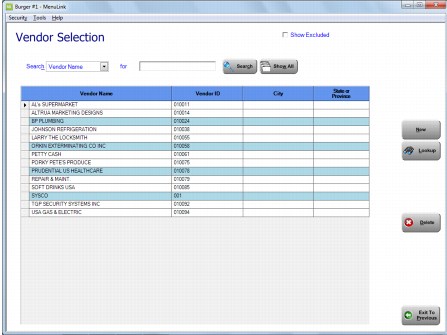 Burger #1 - MenuLink
Security Tools Help
Vendor Selection
Show Excluded
Search Vendor Name for Search Show All
Vendor Name Vendor ID City State or Province
AL's SUPERMARKET 010011
ALTRUA MARKETING DESIGNS 010014
BP PLUMBING 010024
JOHNSON REFRIGERATION 010038
LARRY THE LOCKSMITH 010055
ORKIN EXTERMINATING CO INC 010058
PETTY CASH 010061
PORKY PETE'S PRODUCE 010075
PRUDENTIAL US HEALTHCARE 010078
REPAIR & MAINT. 010079
SOFT DRINKS USA 010085
SYSCO 001
TGF SECURITY SYSTEMS INC 010092
USA GAS & ELECTRIC 010094
New
Lookup
Delete
Exit To
Previous